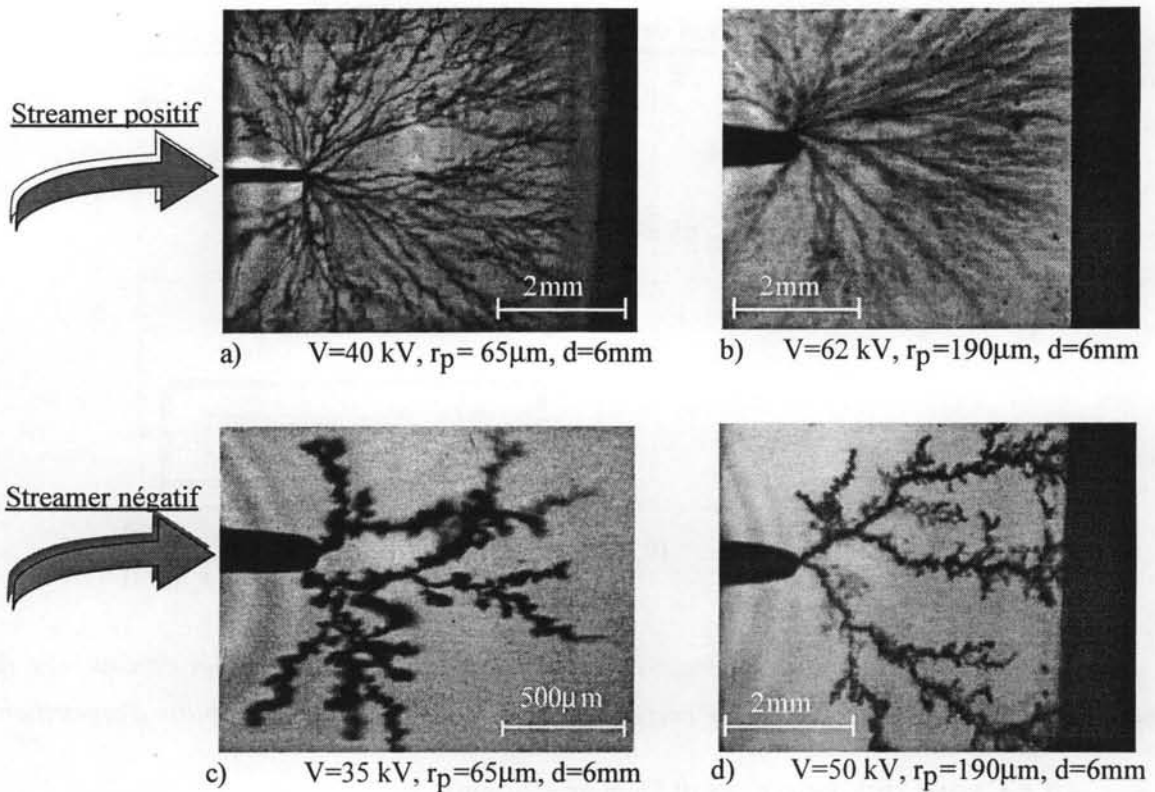 Streamer positif
2mm
2mm
a) V=40 kV, rp= 65µm, d=6mm
b) V=62 kV, rp=190µm, d=6mm
Streamer négatif
500µm
2mm
c) V=35 kV, rp=65µm, d=6mm
d) V=50 kV, rp=190µm, d=6mm